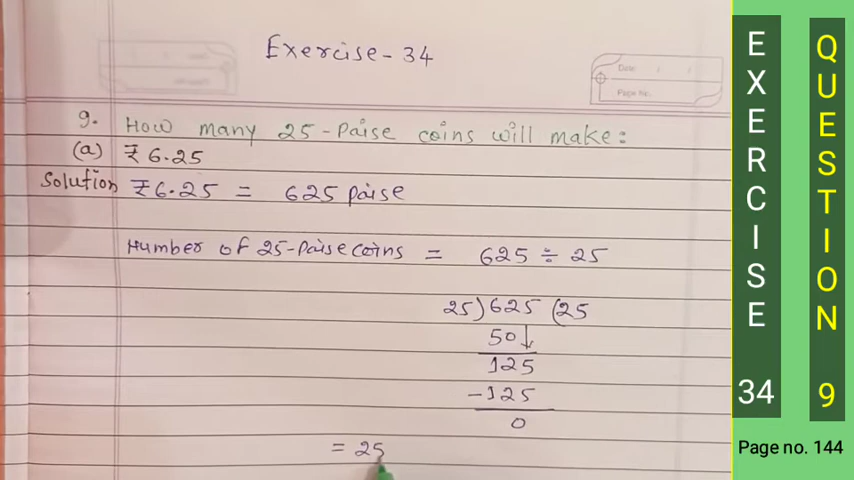 Exercise - 34
Date / /
Page No.
9. How many 25-Paise coins will make:
(a) ₹6.25
Solution ₹6.25 = 625 paise
Number of 25-Paise coins = 625 ÷ 25
25)625(25
50↓
125
-125
0
= 25
EXERCISE 34
QUESTION 9
Page no. 144